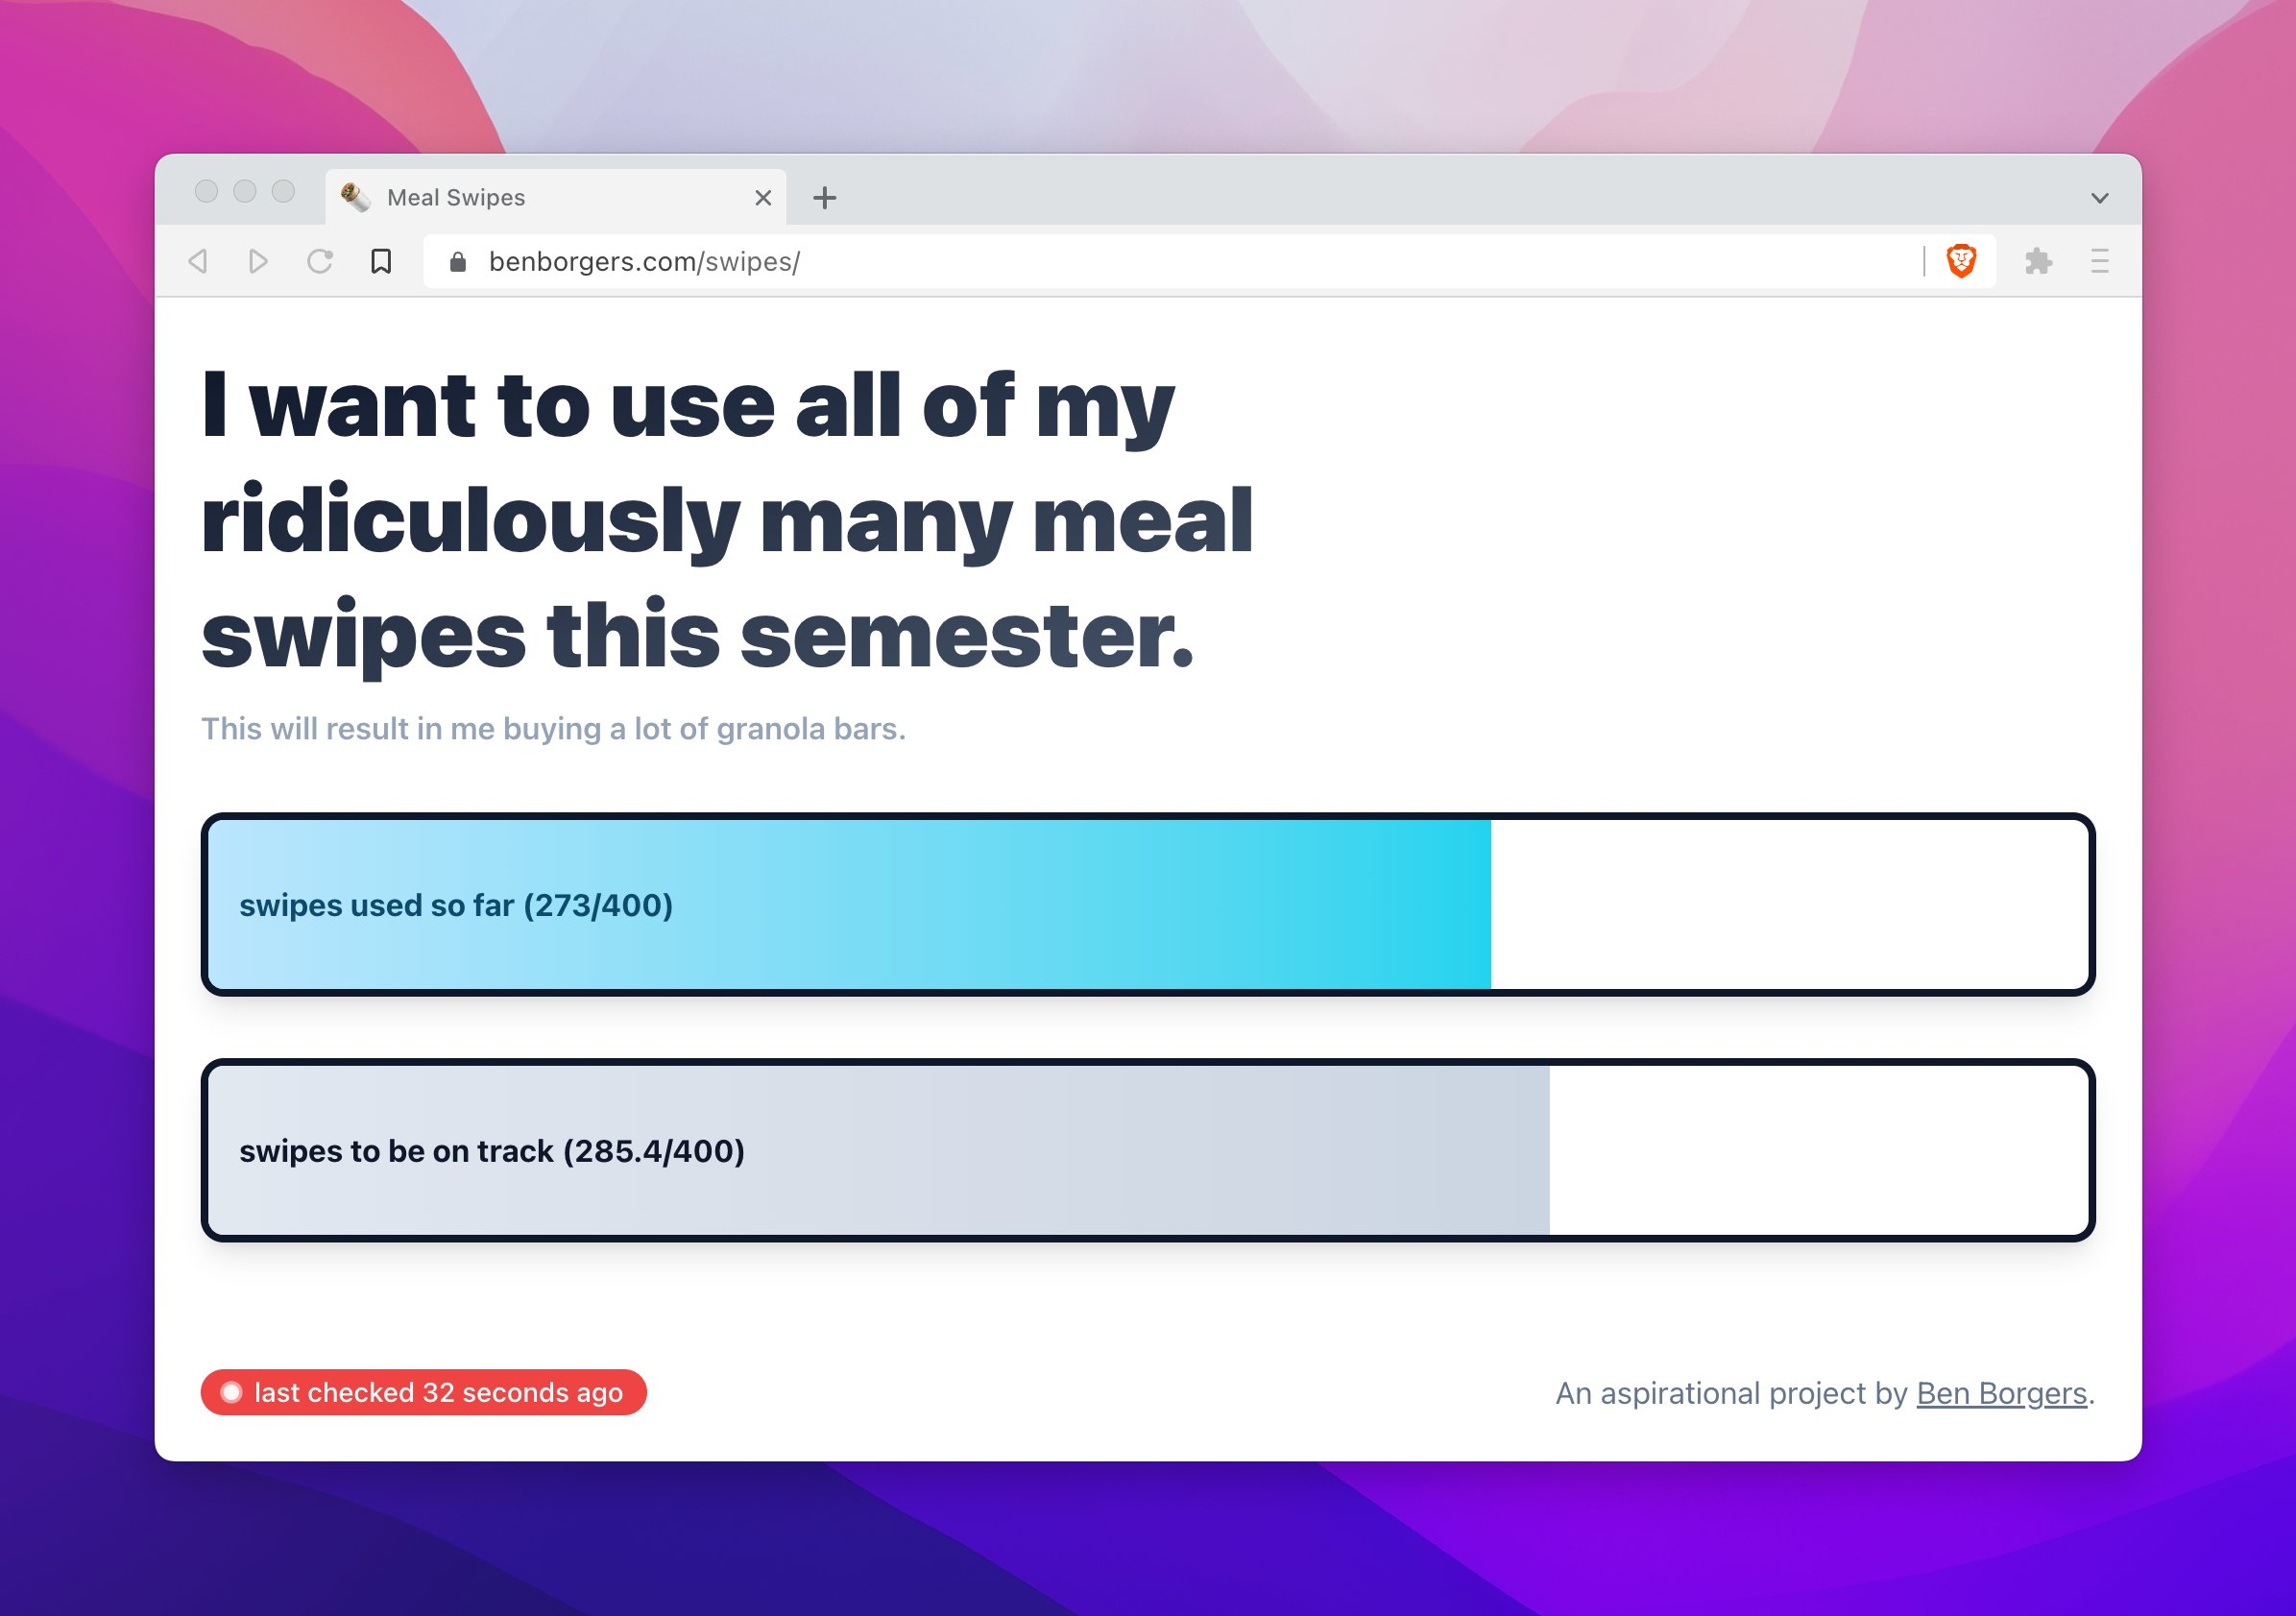 Meal Swipes
benborgers.com/swipes/
I want to use all of my
ridiculously many meal
swipes this semester.
This will result in me buying a lot of granola bars.
swipes used so far (273/400)
swipes to be on track (285.4/400)
last checked 32 seconds ago
An aspirational project by Ben Borgers.